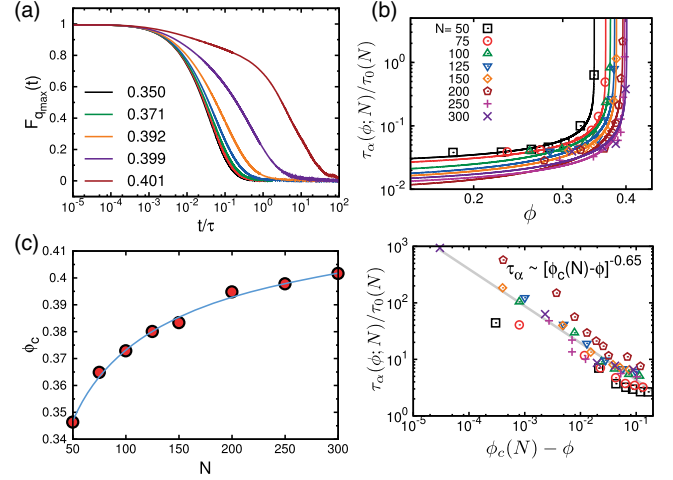 (a)
F_{q_{max}}(t)
1
0.8
0.6
0.4
0.2
0
0.350
0.371
0.392
0.399
0.401
10^{-5} 10^{-4} 10^{-3} 10^{-2} 10^{-1} 10^{0} 10^{1} 10^{2}
t/τ
(b)
τ_α(ϕ; N)/τ_0(N)
10^{0}
10^{-1}
10^{-2}
N= 50
75
100
125
150
200
250
300
0.2 0.3 0.4
ϕ
(c)
ϕ_c
0.41
0.4
0.39
0.38
0.37
0.36
0.35
0.34
50 100 150 200 250 300
N
τ_α(ϕ; N)/τ_0(N)
10^{3}
10^{2}
10^{1}
10^{0}
τ_α ~ [ϕ_c(N)-ϕ]^{-0.65}
10^{-5} 10^{-4} 10^{-3} 10^{-2} 10^{-1}
ϕ_c(N) − ϕ